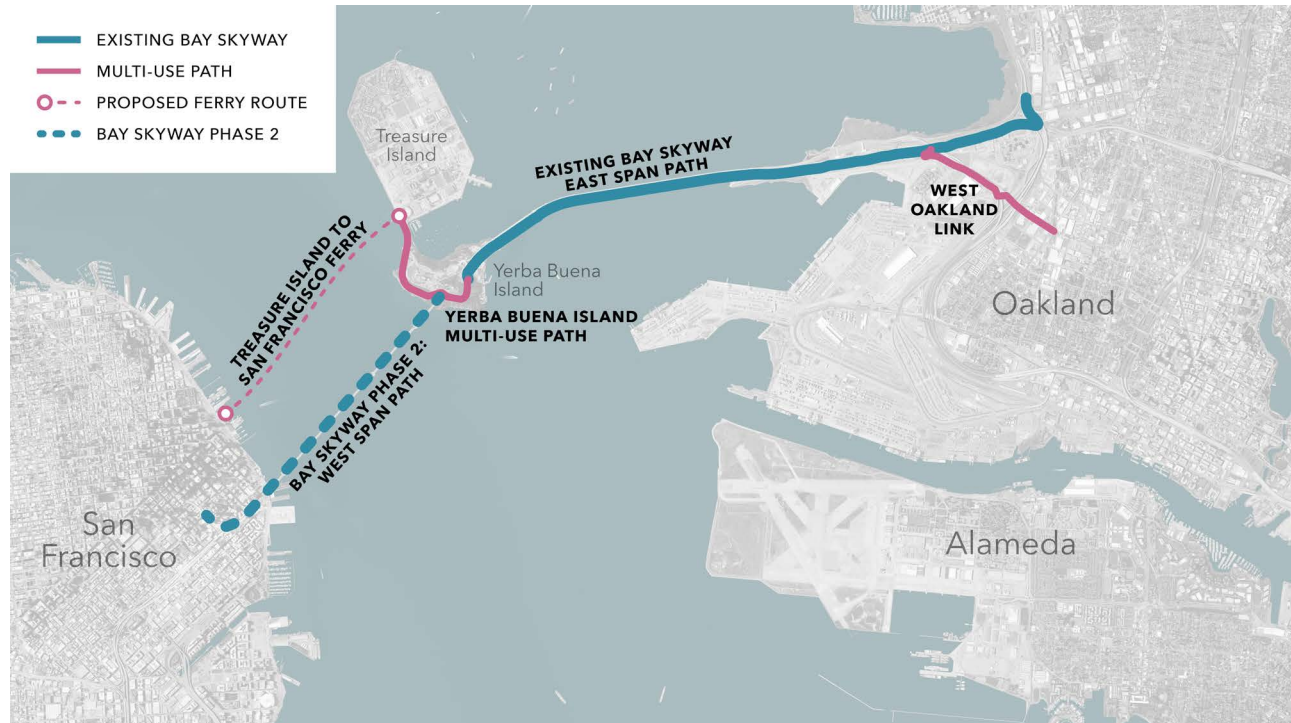 EXISTING BAY SKYWAY
MULTI-USE PATH
PROPOSED FERRY ROUTE
BAY SKYWAY PHASE 2
Treasure
Island
EXISTING BAY SKYWAY
EAST SPAN PATH
WEST
OAKLAND
LINK
TREASURE ISLAND TO
SAN FRANCISCO FERRY
Yerba Buena
Island
YERBA BUENA ISLAND
MULTI-USE PATH
Oakland
BAY SKYWAY PHASE 2:
WEST SPAN PATH
San
Francisco
Alameda